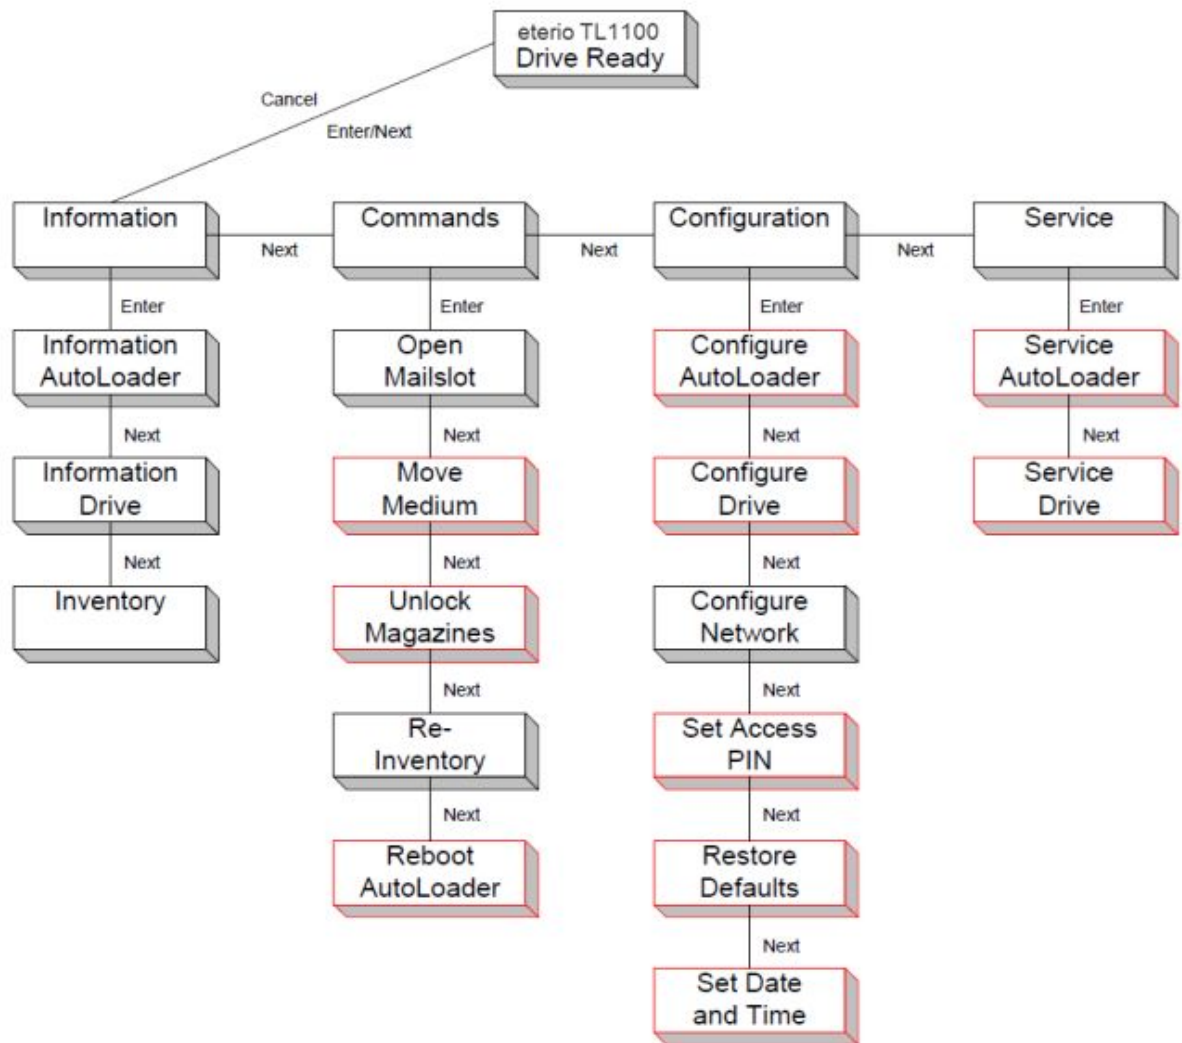 eterio TL1100
Drive Ready
Cancel
Enter/Next
Information
Next
Commands
Next
Configuration
Next
Service
Enter
Enter
Enter
Enter
Information
AutoLoader
Open
Mailslot
Configure
AutoLoader
Service
AutoLoader
Next
Next
Next
Next
Information
Drive
Move
Medium
Configure
Drive
Service
Drive
Next
Next
Next
Inventory
Unlock
Magazines
Configure
Network
Next
Next
Re-
Inventory
Set Access
PIN
Next
Next
Reboot
AutoLoader
Restore
Defaults
Next
Set Date
and Time